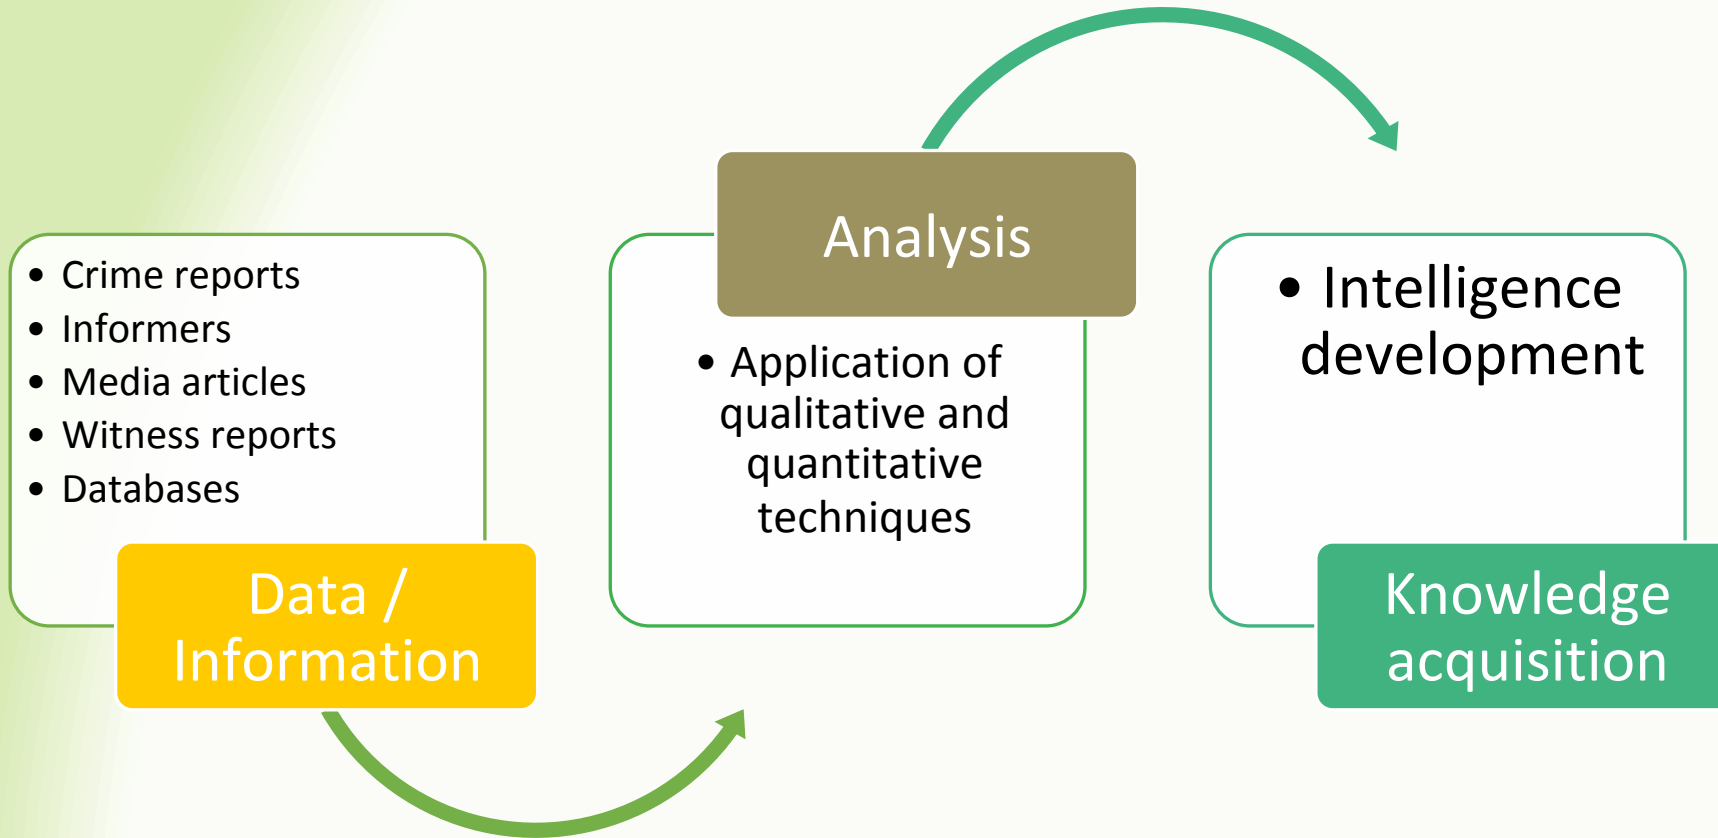 • Crime reports
• Informers
• Media articles
• Witness reports
• Databases
Data /
Information
Analysis
• Application of
qualitative and
quantitative
techniques
• Intelligence
development
Knowledge
acquisition